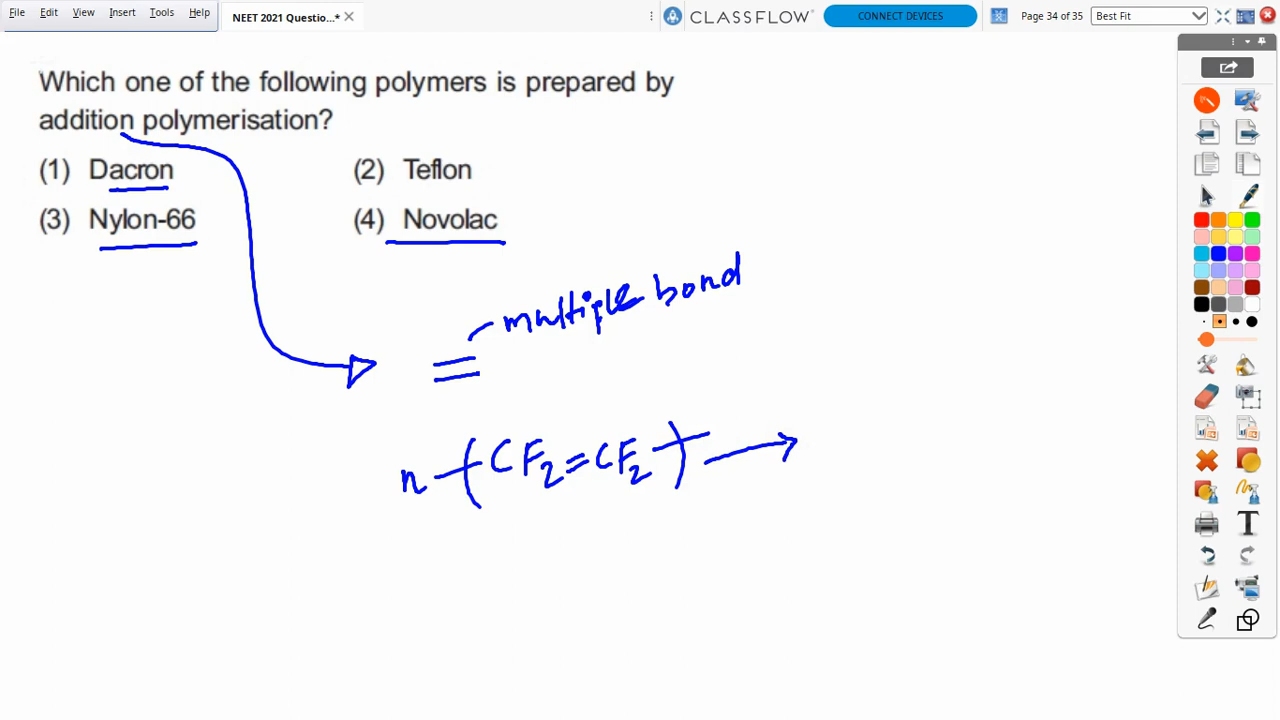 File Edit View Insert Tools Help
NEET 2021 Questio...*
CLASSFLOW
CONNECT DEVICES
Page 34 of 35
Best Fit
Which one of the following polymers is prepared by
addition polymerisation?
(1) Dacron (2) Teflon
(3) Nylon-66 (4) Novolac
multiple bond
n ( CF2=CF2 )